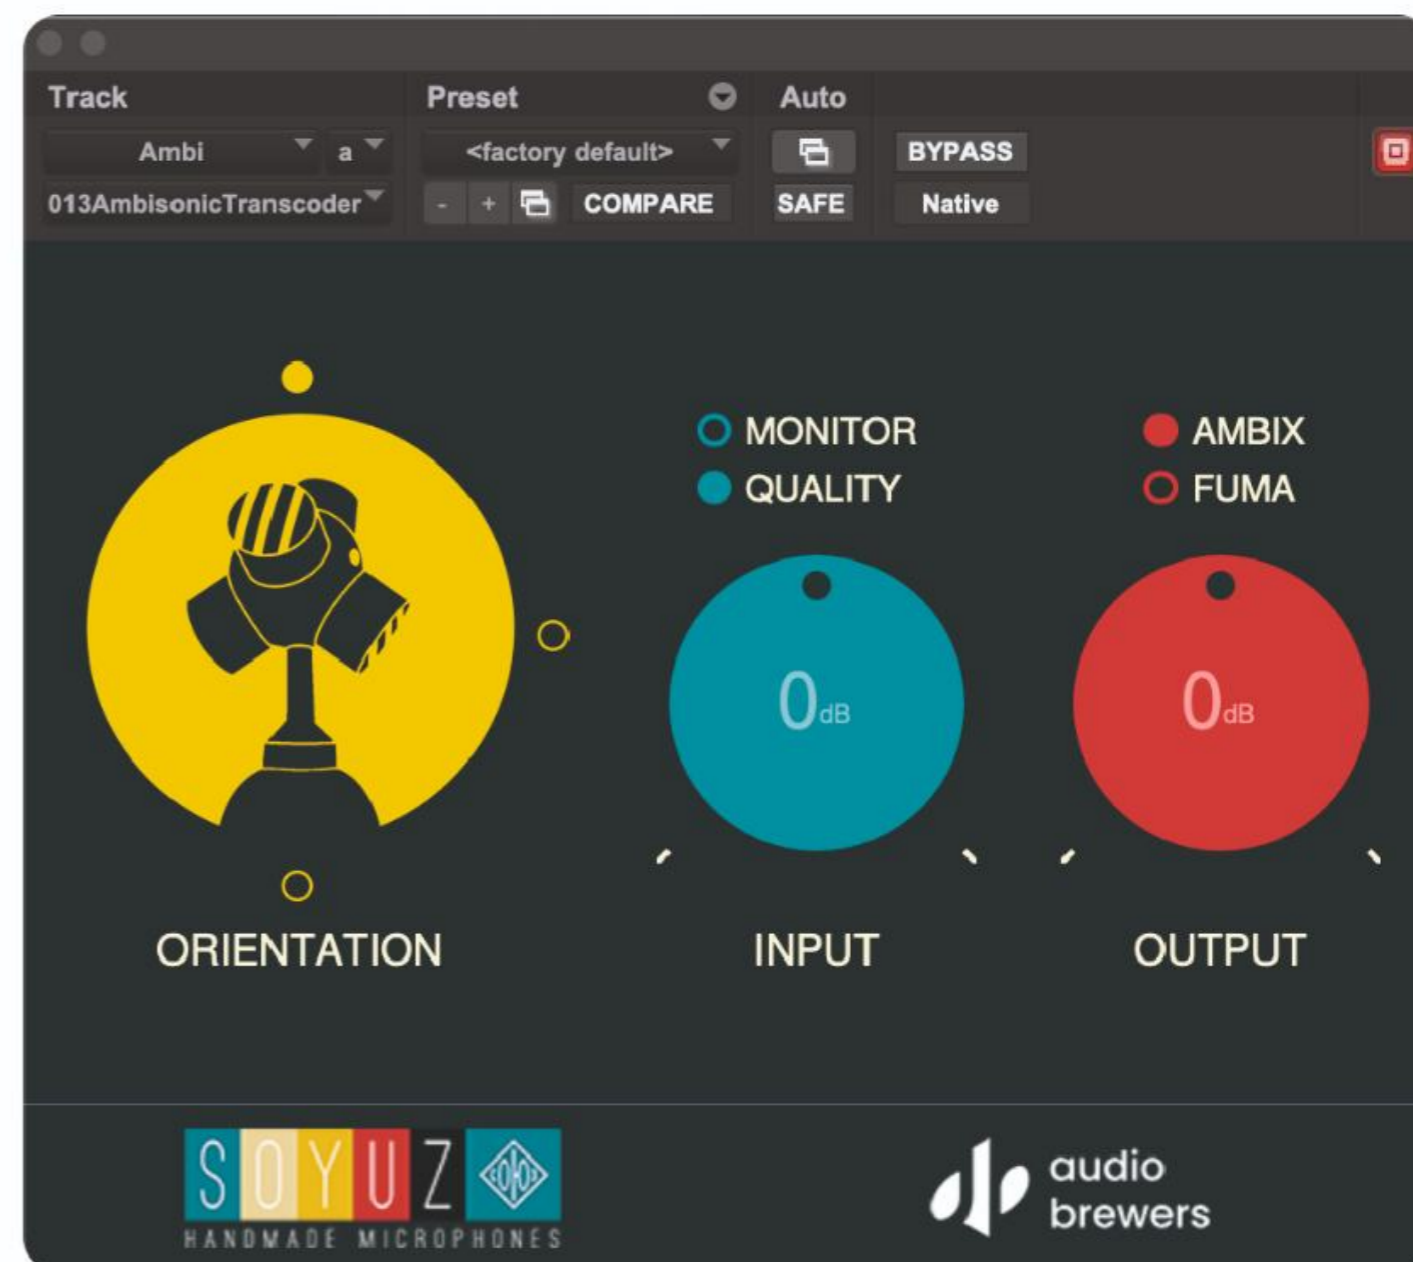 Track Preset Auto
Ambi a <factory default> BYPASS
013AmbisonicTranscoder - + COMPARE SAFE Native
MONITOR AMBIX
QUALITY FUMA
0dB 0dB
ORIENTATION INPUT OUTPUT
SOYUZ СОЮЗ audio
HANDMADE MICROPHONES brewers